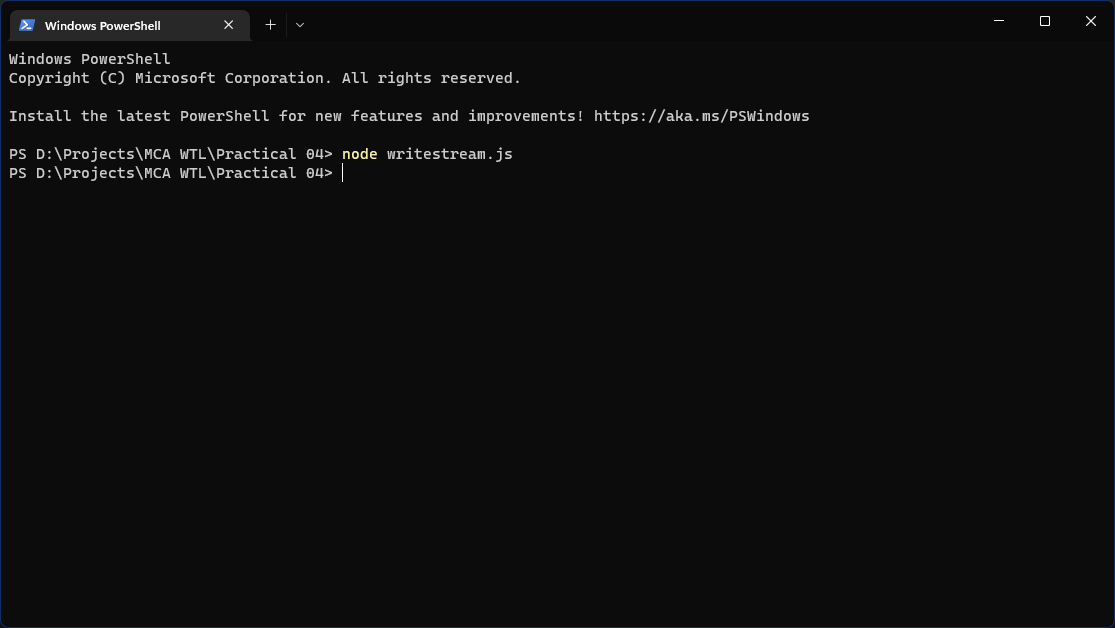 Windows PowerShell
Windows PowerShell
Copyright (C) Microsoft Corporation. All rights reserved.
Install the latest PowerShell for new features and improvements! https://aka.ms/PSWindows
PS D:\Projects\MCA WTL\Practical 04> node writestream.js
PS D:\Projects\MCA WTL\Practical 04>